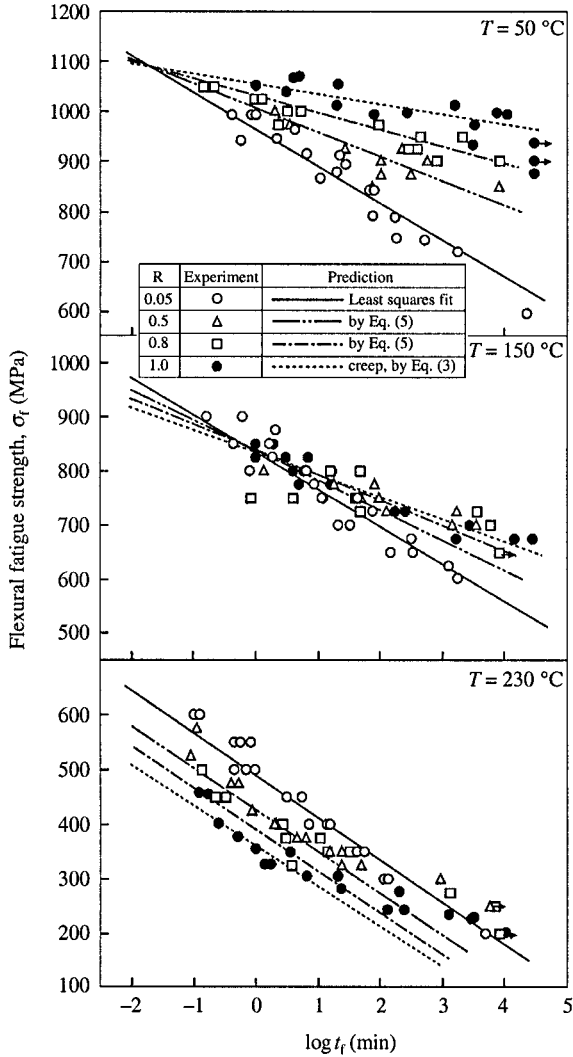 1200
T = 50 °C
1100
1000
900
800
700
600
R Experiment Prediction
0.05 Least squares fit
0.5 by Eq. (5)
0.8 by Eq. (5)
1.0 creep, by Eq. (3)
T = 150 °C
1000
900
800
700
600
500
450
T = 230 °C
600
500
400
300
200
100
−2 −1 0 1 2 3 4 5
log t_f (min)
Flexural fatigue strength, σ_f (MPa)